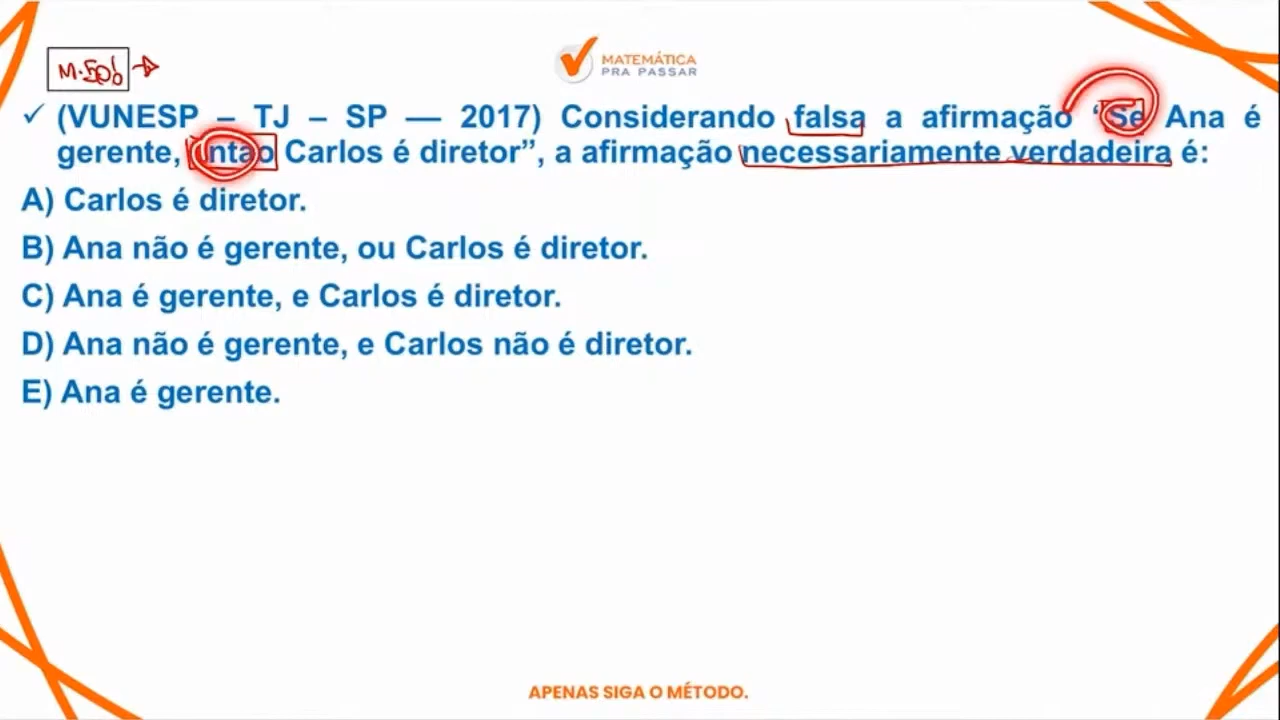 MATEMÁTICA
PRA PASSAR
✓ (VUNESP – TJ – SP — 2017) Considerando falsa a afirmação “Se Ana é
gerente, então Carlos é diretor”, a afirmação necessariamente verdadeira é:
A) Carlos é diretor.
B) Ana não é gerente, ou Carlos é diretor.
C) Ana é gerente, e Carlos é diretor.
D) Ana não é gerente, e Carlos não é diretor.
E) Ana é gerente.
APENAS SIGA O MÉTODO.